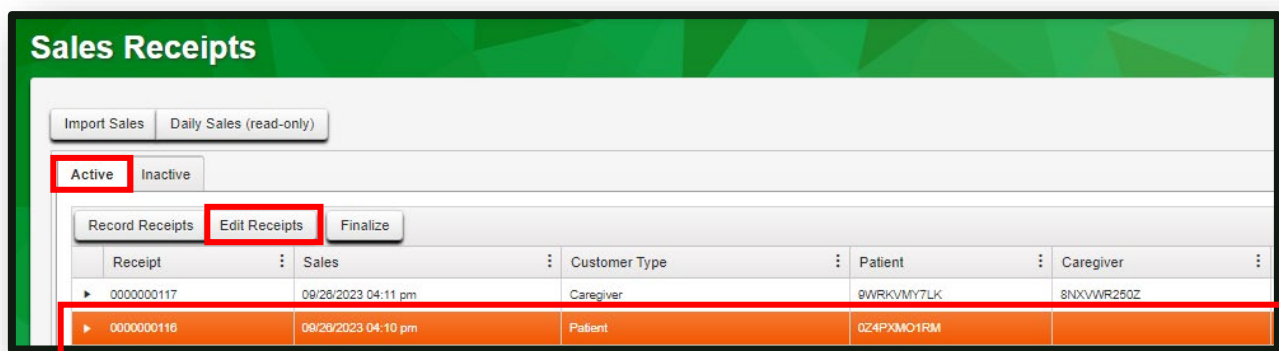 Sales Receipts
Import Sales Daily Sales (read-only)
Active Inactive
Record Receipts Edit Receipts Finalize
Receipt Sales Customer Type Patient Caregiver
0000000117 09/26/2023 04:11 pm Caregiver 9WRKVMY7LK 8NXVWR250Z
0000000116 09/26/2023 04:10 pm Patient 0Z4PXMO1RM